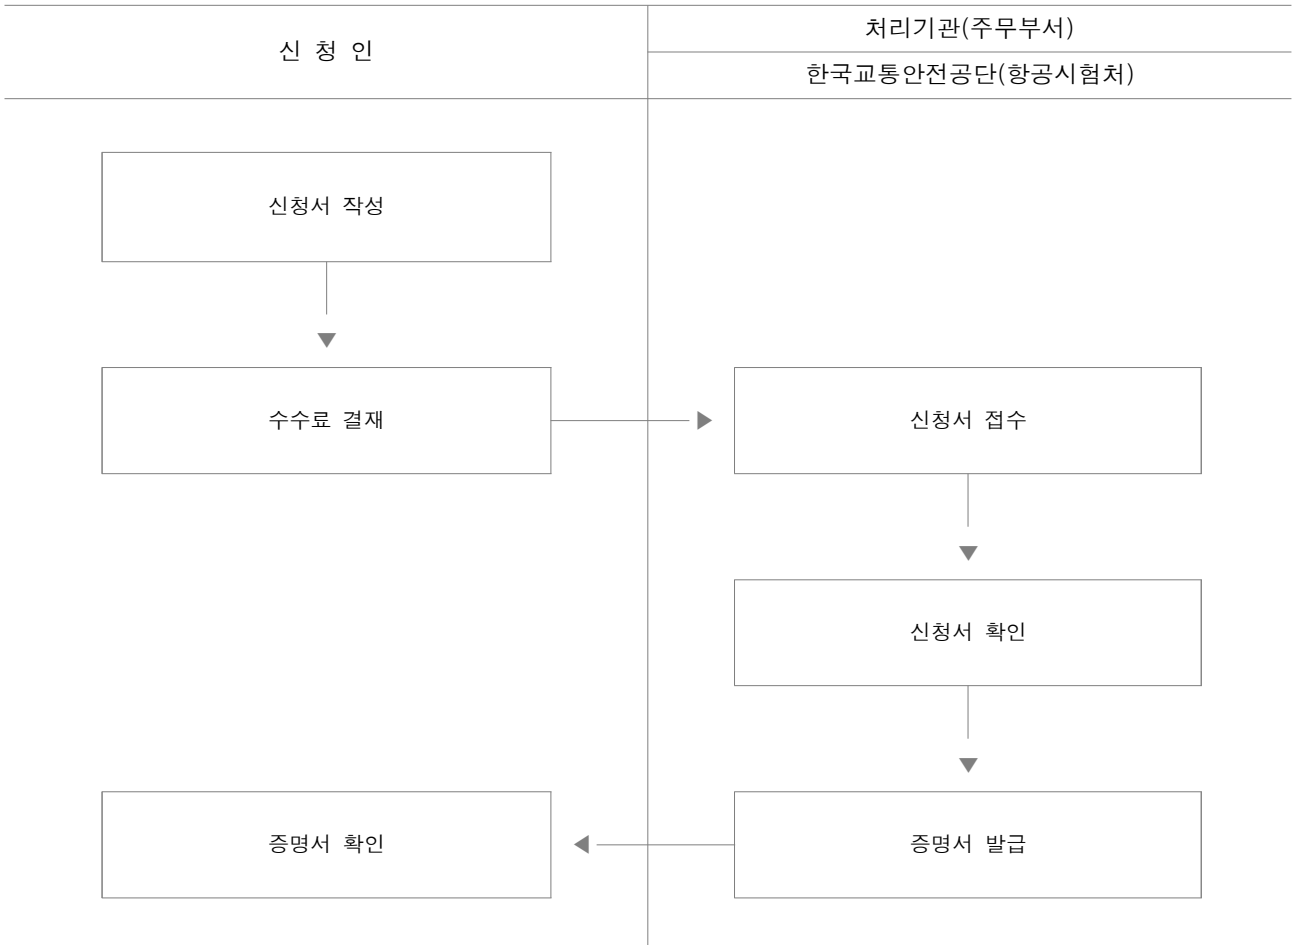 신 청 인
처리기관(주무부서)
한국교통안전공단(항공시험처)
신청서 작성
수수료 결재
신청서 접수
신청서 확인
증명서 확인
증명서 발급